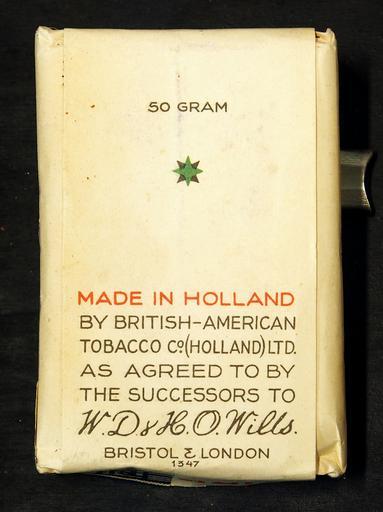 50 GRAM
MADE IN HOLLAND
BY BRITISH-AMERICAN
TOBACCO Co. (HOLLAND) LTD.
AS AGREED TO BY
THE SUCCESSORS TO
W.D. & H.O. Wills.
BRISTOL & LONDON
1347